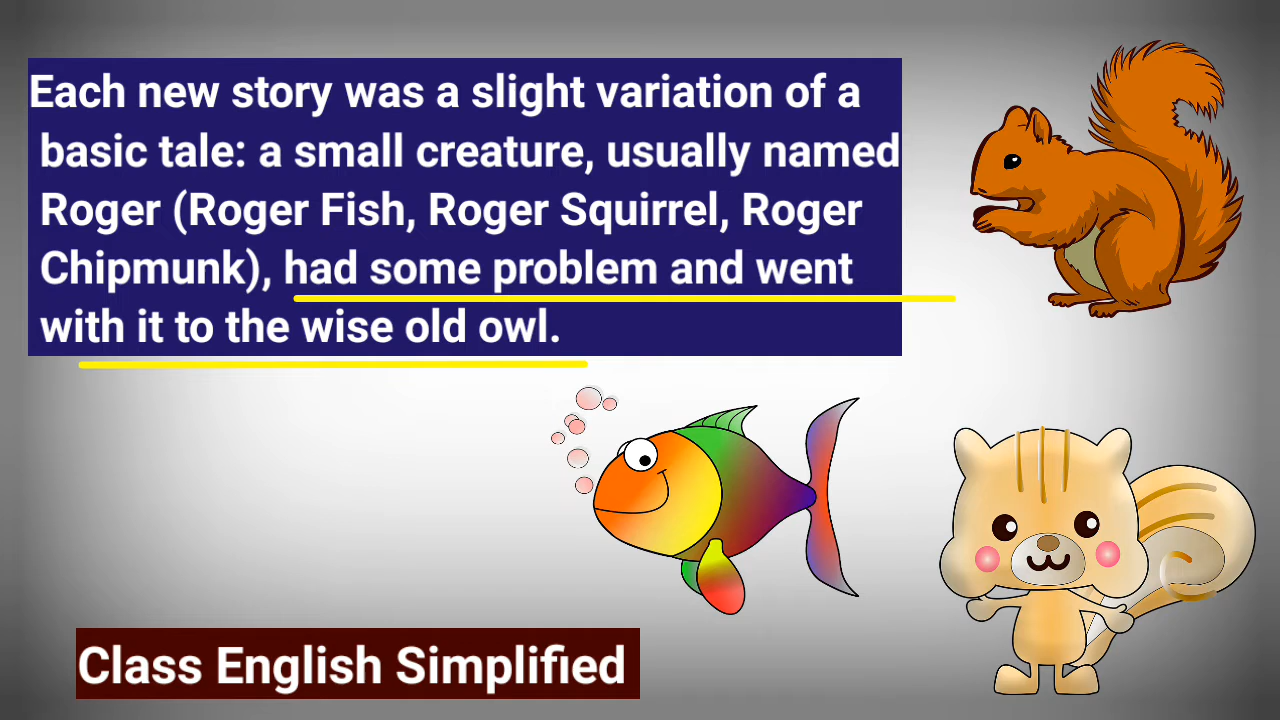 Each new story was a slight variation of a
basic tale: a small creature, usually named
Roger (Roger Fish, Roger Squirrel, Roger
Chipmunk), had some problem and went
with it to the wise old owl.
Class English Simplified